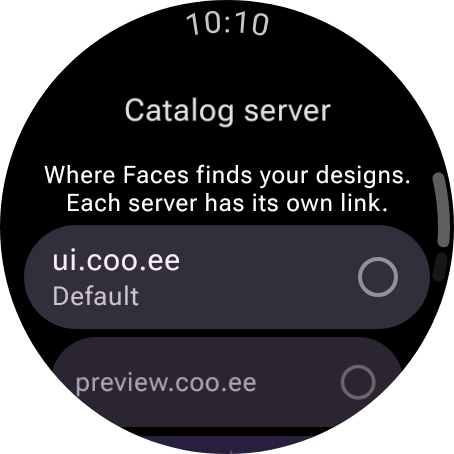 10:10
Catalog server
Where Faces finds your designs.
Each server has its own link.
ui.coo.ee
Default
preview.coo.ee